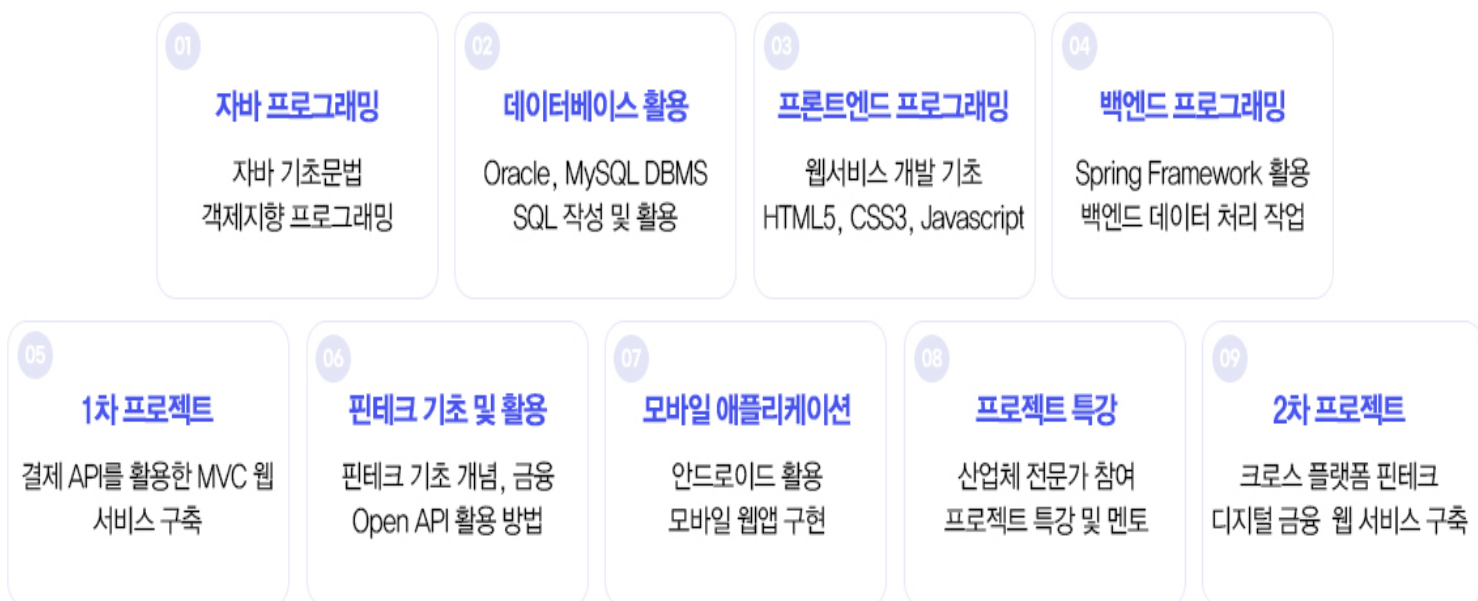 01
자바 프로그래밍
자바 기초문법
객제지향 프로그래밍
02
데이터베이스 활용
Oracle, MySQL DBMS
SQL 작성 및 활용
03
프론트엔드 프로그래밍
웹서비스 개발 기초
HTML5, CSS3, Javascript
04
백엔드 프로그래밍
Spring Framework 활용
백엔드 데이터 처리 작업
05
1차 프로젝트
결제 API를 활용한 MVC 웹
서비스 구축
06
핀테크 기초 및 활용
핀테크 기초 개념, 금융
Open API 활용 방법
07
모바일 애플리케이션
안드로이드 활용
모바일 웹앱 구현
08
프로젝트 특강
산업체 전문가 참여
프로젝트 특강 및 멘토
09
2차 프로젝트
크로스 플랫폼 핀테크
디지털 금융 웹 서비스 구축